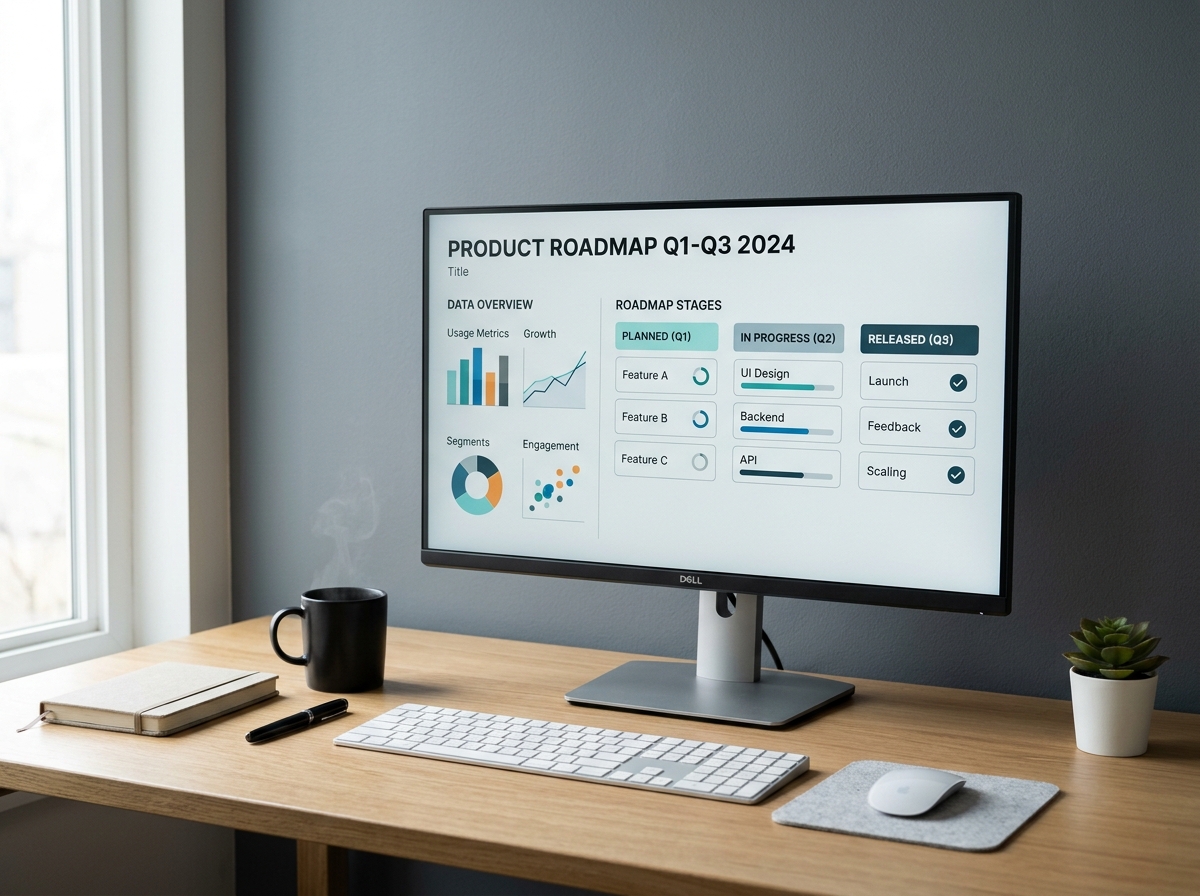 PRODUCT ROADMAP Q1-Q3 2024
Title
DATA OVERVIEW
Usage Metrics
Growth
Segments
Engagement
ROADMAP STAGES
PLANNED (Q1)
IN PROGRESS (Q2)
RELEASED (Q3)
Feature A
UI Design
Launch
Feature B
Backend
Feedback
Feature C
API
Scaling
DELL